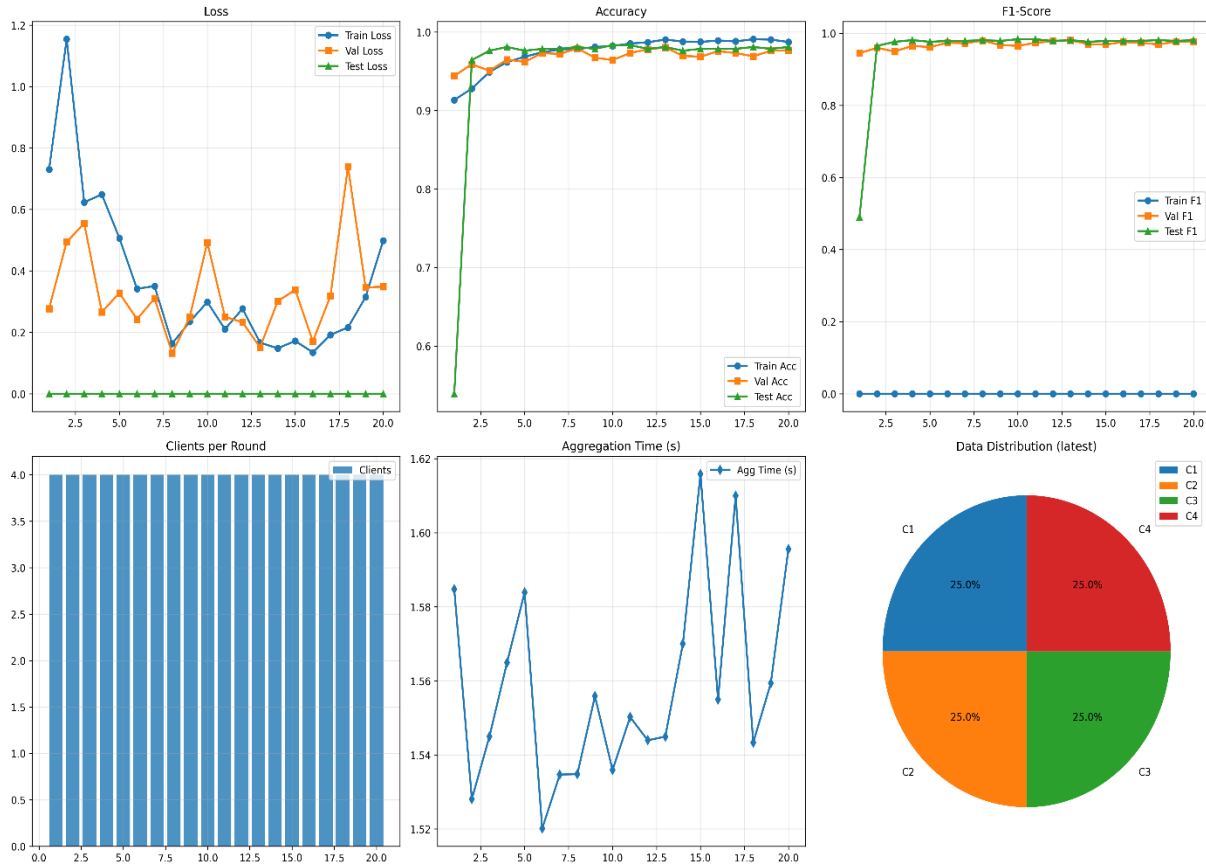 Loss
Train Loss
Val Loss
Test Loss
1.2
1.0
0.8
0.6
0.4
0.2
0.0
2.5 5.0 7.5 10.0 12.5 15.0 17.5 20.0
Accuracy
1.0
0.9
0.8
0.7
0.6
Train Acc
Val Acc
Test Acc
2.5 5.0 7.5 10.0 12.5 15.0 17.5 20.0
F1-Score
1.0
0.8
0.6
0.4
0.2
0.0
Train F1
Val F1
Test F1
2.5 5.0 7.5 10.0 12.5 15.0 17.5 20.0
Clients per Round
Clients
4.0
3.5
3.0
2.5
2.0
1.5
1.0
0.5
0.0
0.0 2.5 5.0 7.5 10.0 12.5 15.0 17.5 20.0
Aggregation Time (s)
Agg Time (s)
1.62
1.60
1.58
1.56
1.54
1.52
2.5 5.0 7.5 10.0 12.5 15.0 17.5 20.0
Data Distribution (latest)
C1
C2
C3
C4
C1
C4
25.0%
25.0%
25.0%
25.0%
C2
C3